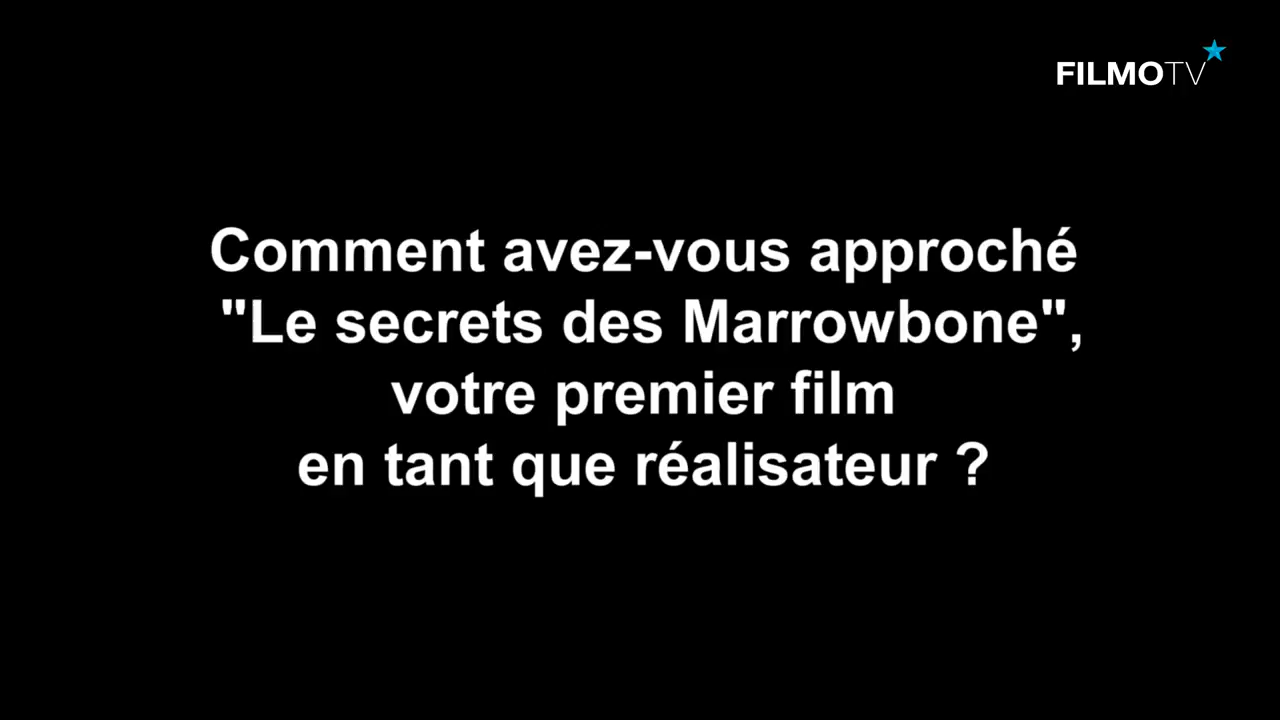 FILMOTV
Comment avez-vous approché
"Le secrets des Marrowbone",
votre premier film
en tant que réalisateur ?